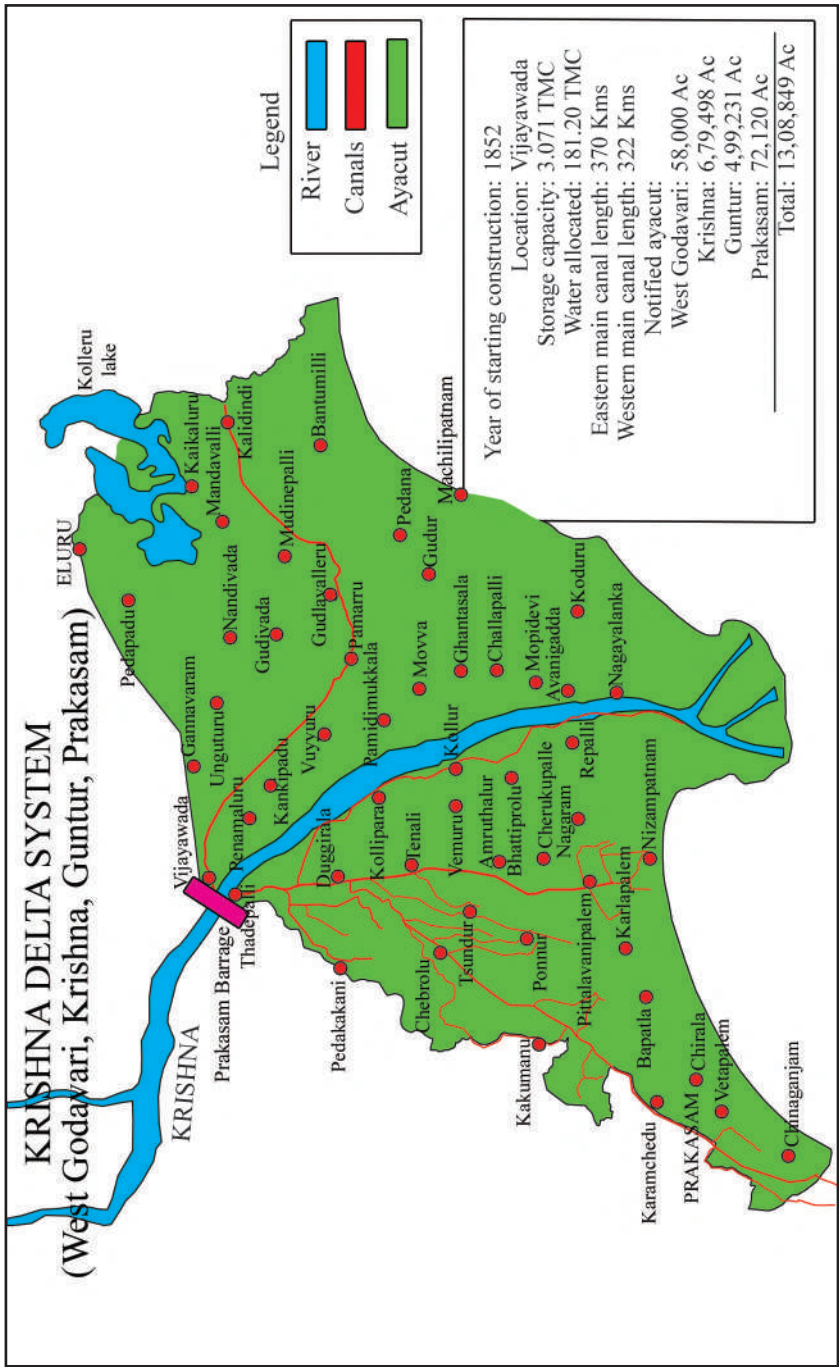 KRISHNA DELTA SYSTEM
(West Godavari, Krishna, Guntur, Prakasam)
Legend
River
Canals
Ayacut
KRISHNA
Prakasam Barrage
Vijayawada
Thadepalli
Penamaluru
Gannavaram
Unguturu
Kankipadu
Pedapadu
ELURU
Kolleru
lake
Nandivada
Gudivada
Kaikaluru
Mandavalli
Kalidindi
Mudinepalli
Bantumilli
Gudlavalleru
Pamarru
Vuyyuru
Pamidimukkala
Movva
Pedana
Gudur
Machilipatnam
Ghantasala
Challapalli
Mopidevi
Avanigadda
Koduru
Nagayalanka
Duggirala
Kollipara
Kollur
Tenali
Vemuru
Amruthalur
Bhattiprolu
Cherukupalle
Nagaram
Repalli
Nizampatnam
Pedakakani
Chebrolu
Tsundur
Ponnur
Pittalavanipalem
Karlapalem
Kakumanu
Bapatla
Karamchedu
PRAKASAM
Chirala
Vetapalem
Chinaganjam
Year of starting construction: 1852
Location: Vijayawada
Storage capacity: 3.071 TMC
Water allocated: 181.20 TMC
Eastern main canal length: 370 Kms
Western main canal length: 322 Kms
Notified ayacut:
West Godavari: 58,000 Ac
Krishna: 6,79,498 Ac
Guntur: 4,99,231 Ac
Prakasam: 72,120 Ac
Total: 13,08,849 Ac